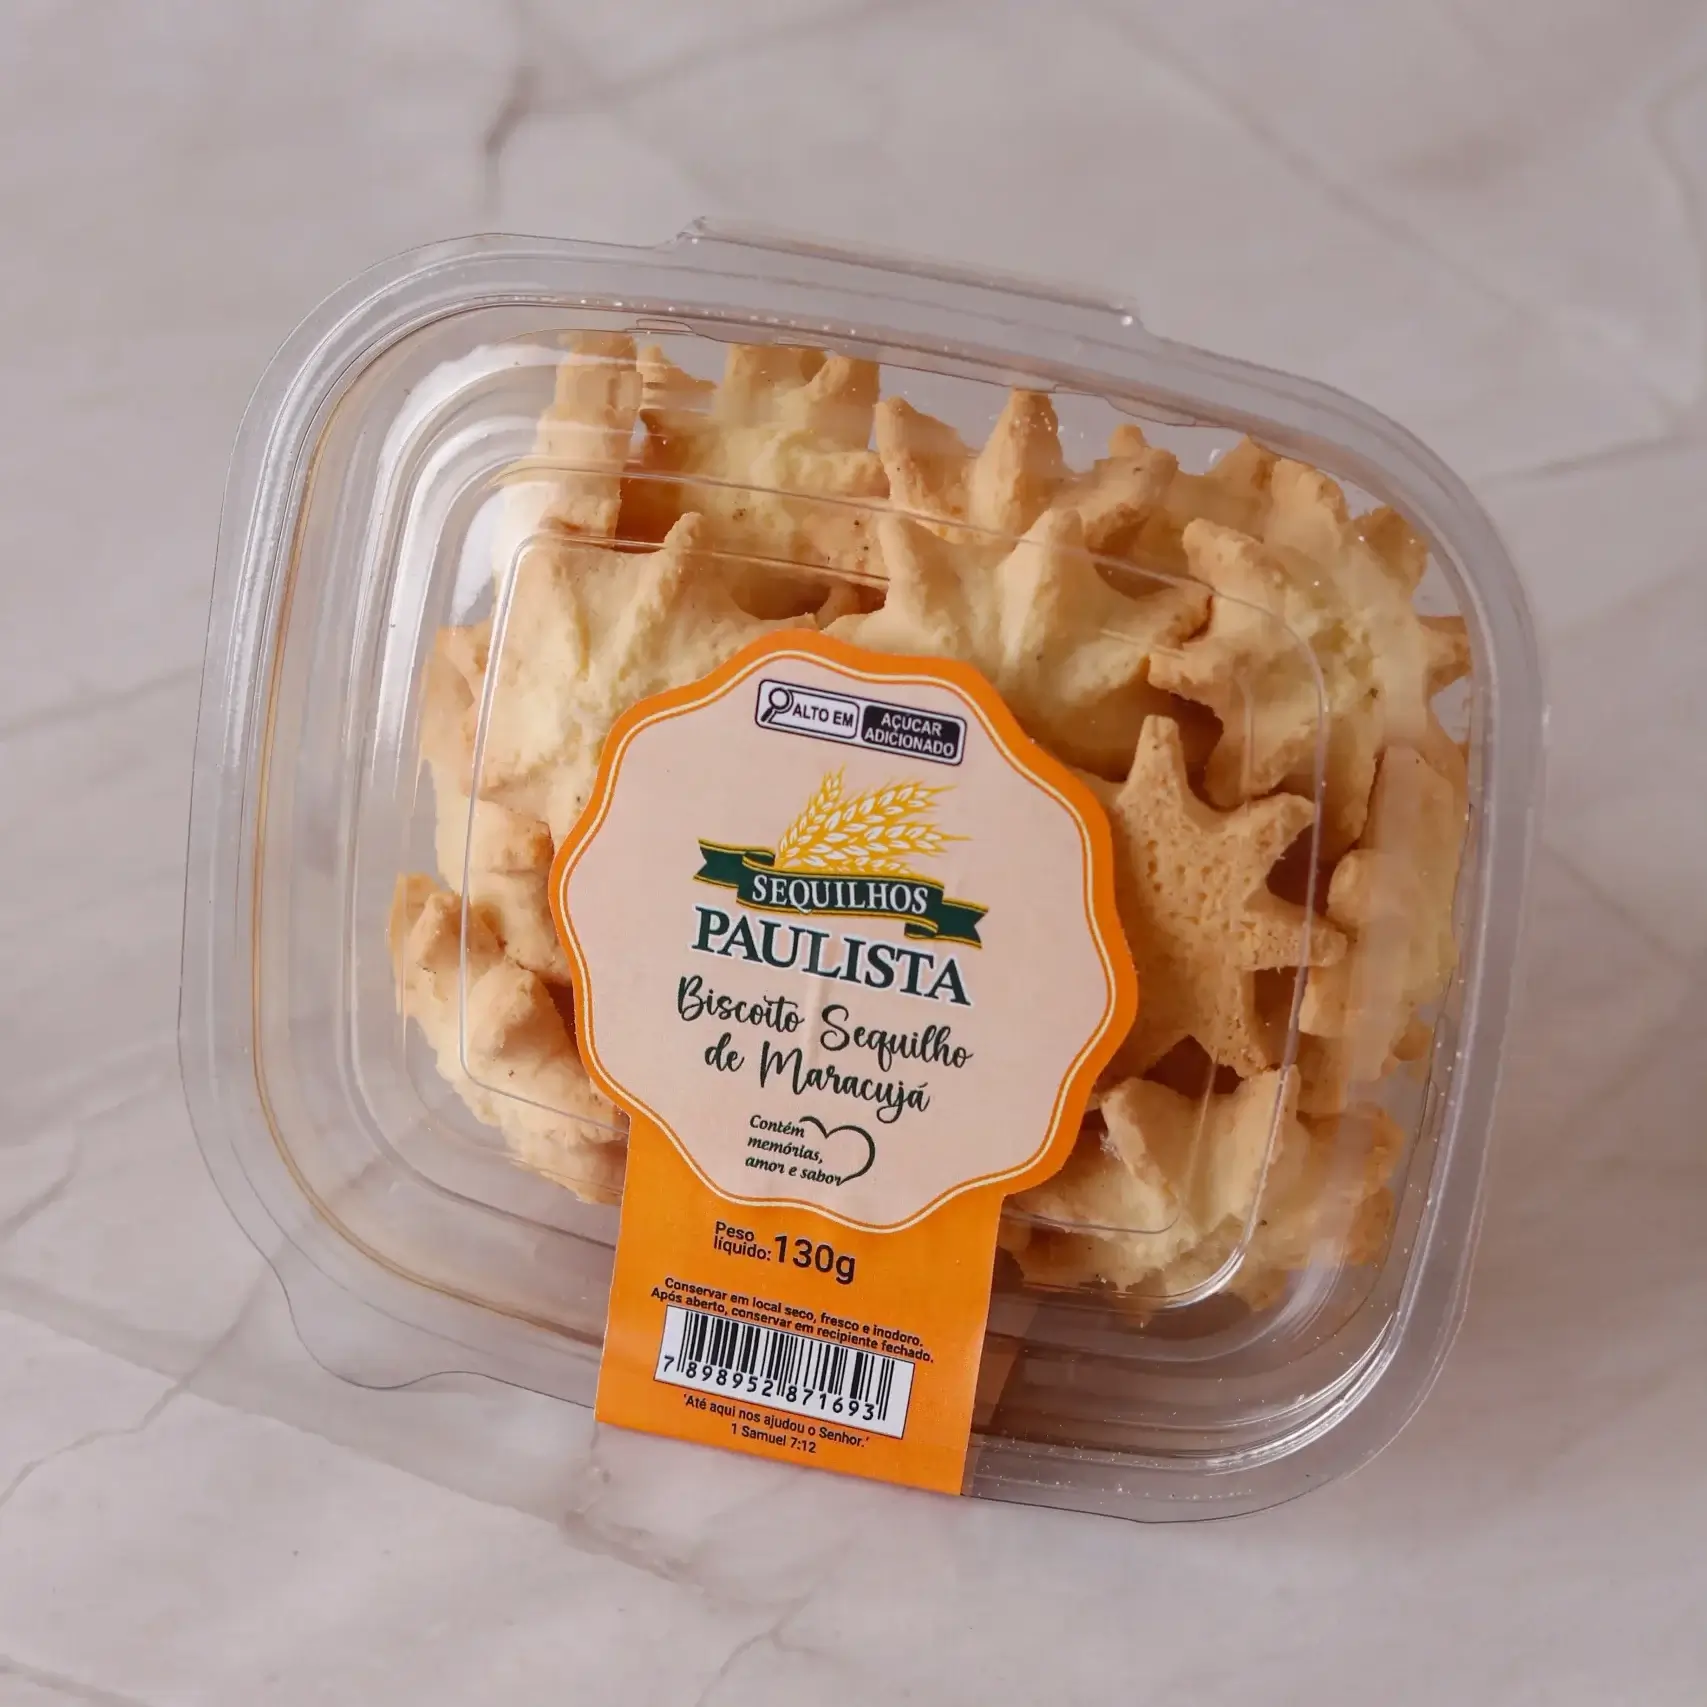 ALTO EM
AÇÚCAR
ADICIONADO
SEQUILHOS
PAULISTA
Biscoito Sequilho
de Maracujá
Contém
memórias,
amor e sabor
Peso
líquido: 130g
Conservar em local seco, fresco e inodoro.
Após aberto, conservar em recipiente fechado.
7 898952 871693
'Até aqui nos ajudou o Senhor.'
1 Samuel 7:12